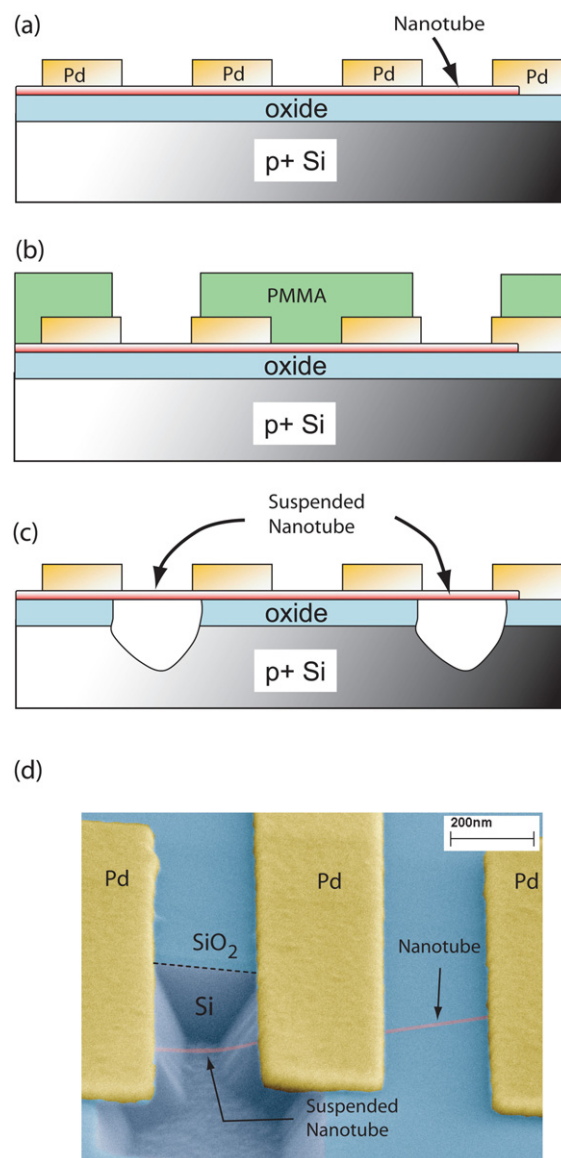 (a)
Nanotube
Pd
Pd
Pd
Pd
oxide
p+ Si
(b)
PMMA
oxide
p+ Si
Suspended
Nanotube
(c)
oxide
p+ Si
(d)
200nm
Pd
Pd
Pd
SiO₂
Nanotube
Si
Suspended
Nanotube